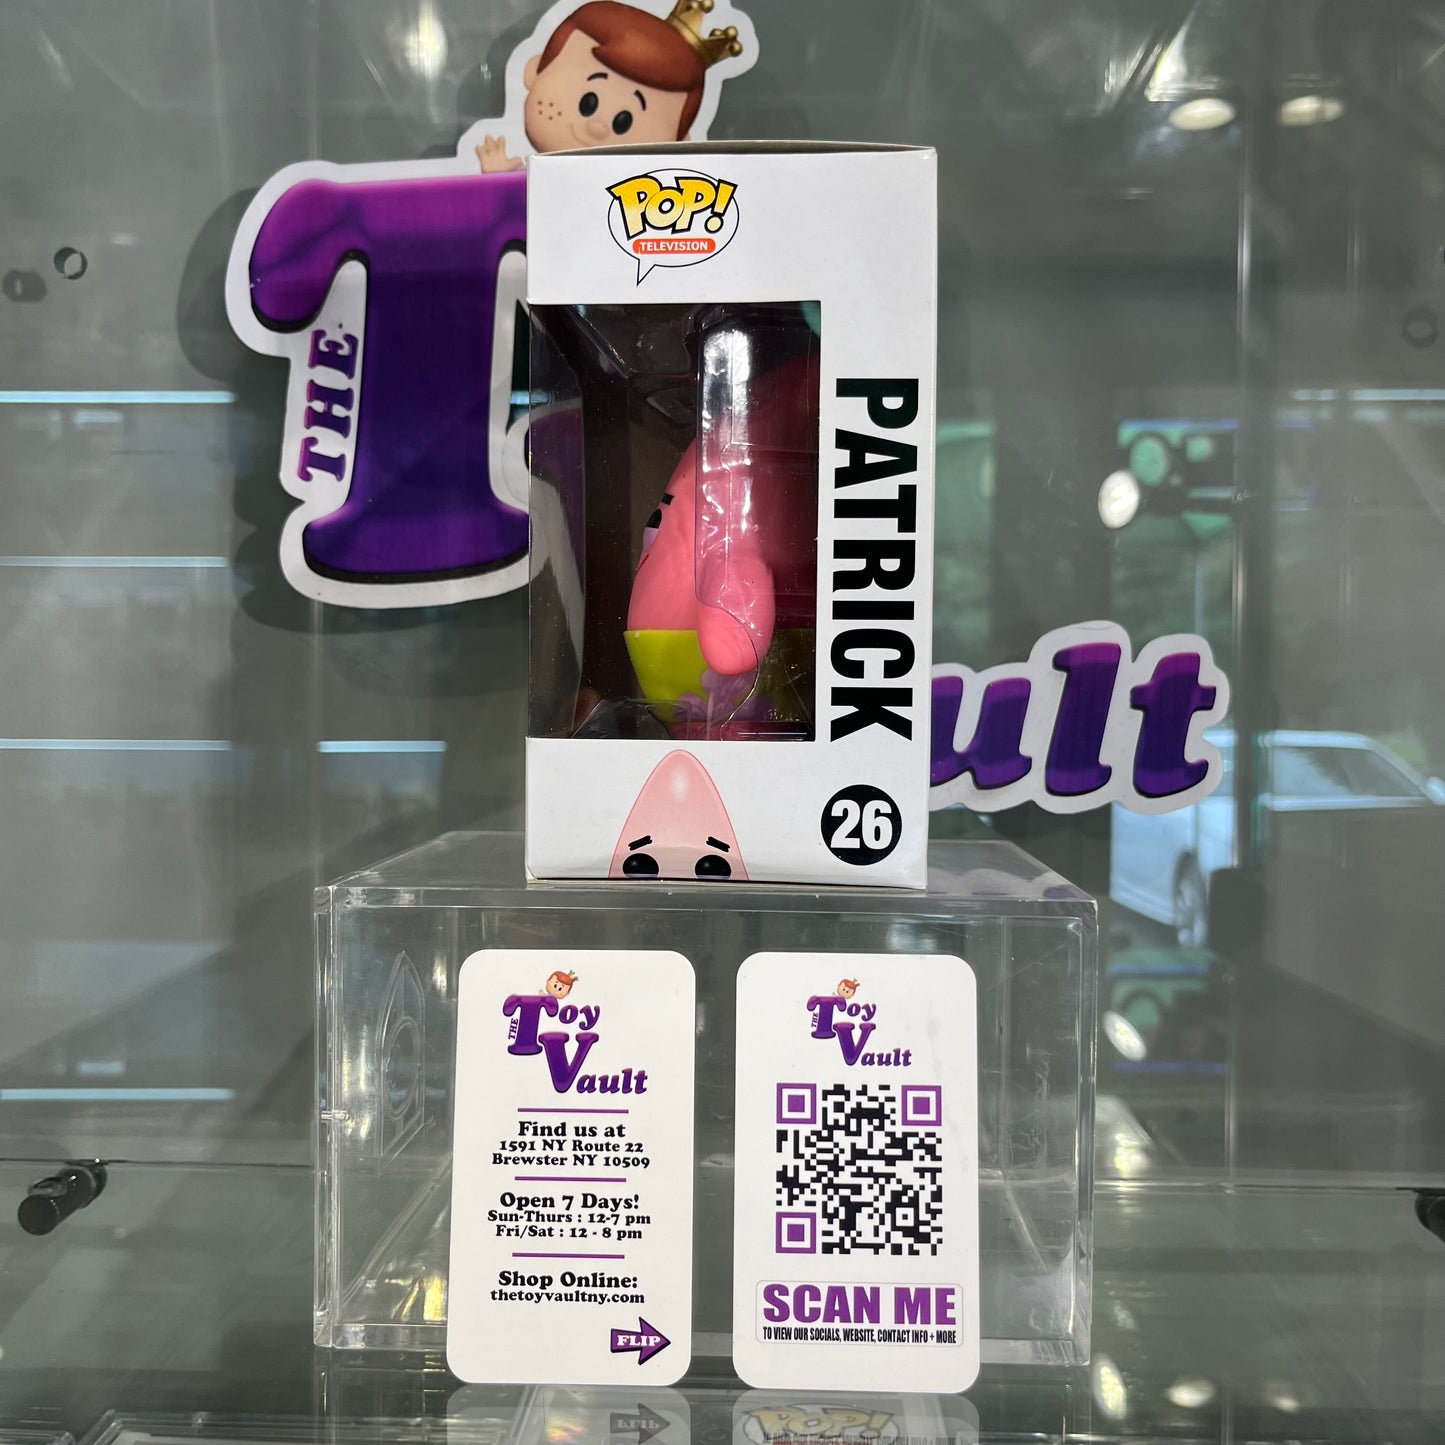 THE T
POP!
TELEVISION
PATRICK
26
ult
THE Toy
Vault
Find us at
1591 NY Route 22
Brewster NY 10509
Open 7 Days!
Sun-Thurs : 12-7 pm
Fri/Sat : 12 - 8 pm
Shop Online:
thetoyvaultny.com
FLIP
THE Toy
Vault
SCAN ME
TO VIEW OUR SOCIALS, WEBSITE, CONTACT INFO + MORE